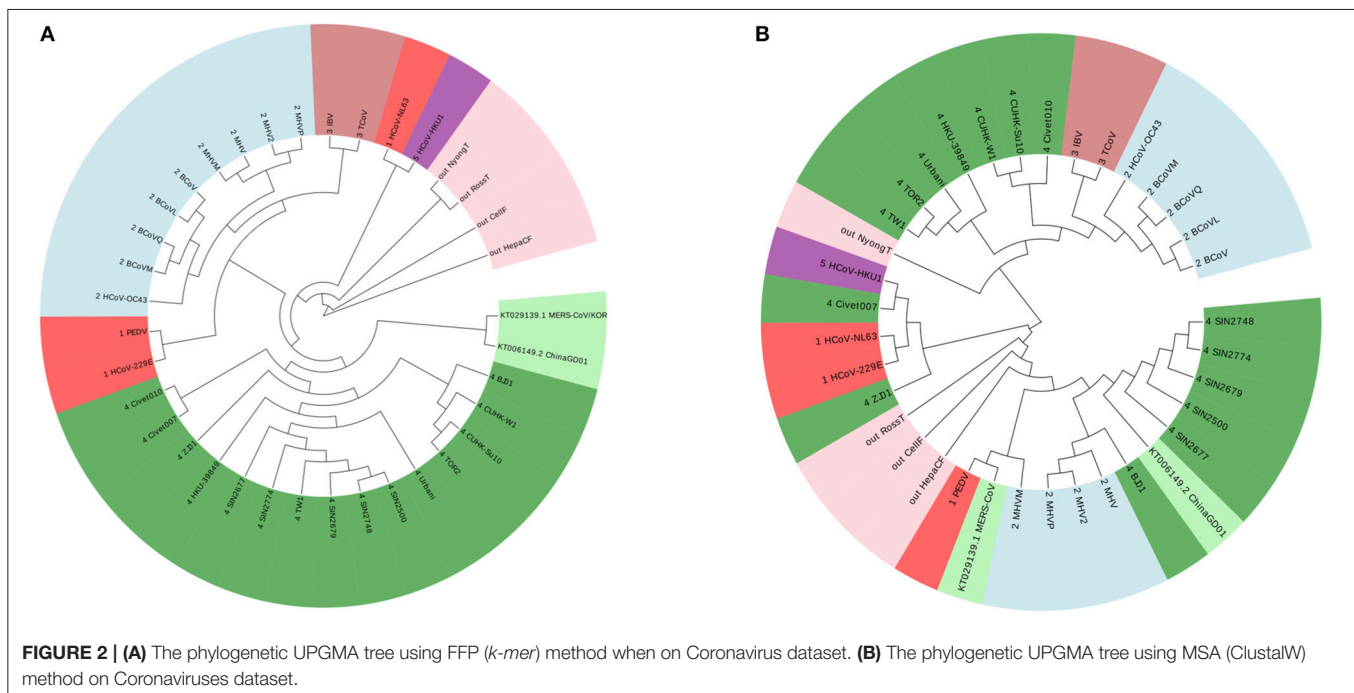 A
2 HCoV-OC43
2 BCoVM
2 BCoVQ
2 BCoVL
2 BCoV
2 MHVM
2 MHV
2 MHV2
2 MHVP
3 IBV
3 TCoV
1 HCoV-NL63
5 HCoV-HKU1
out NyongT
out RossT
out CellF
out HepaCF
KT029139.1 MERS-CoV/KOR
KT006149.2 ChinaGD01
4 BJ01
4 CUHK-W1
4 CUHK-Su10
4 TOR2
4 Urbani
4 SIN2500
4 SIN2748
4 SIN2679
4 TW1
4 SIN2774
4 SIN2677
4 HKU-39849
4 ZJ01
4 Civet007
4 Civet010
1 HCoV-229E
1 PEDV
B
out NyongT
4 TW1
4 TOR2
4 Urbani
4 HKU-39849
4 CUHK-W1
4 CUHK-Su10
4 Civet010
3 IBV
3 TCoV
2 HCoV-OC43
2 BCoVM
2 BCoVQ
2 BCoVL
2 BCoV
4 SIN2748
4 SIN2774
4 SIN2679
4 SIN2500
4 SIN2677
KT006149.2 ChinaGD01
4 BJ01
2 MHV
2 MHV2
2 MHVP
2 MHVM
KT029139.1 MERS-CoV
1 PEDV
out HepaCF
out CellF
out RossT
4 ZJ01
1 HCoV-229E
1 HCoV-NL63
4 Civet007
5 HCoV-HKU1
FIGURE 2 | (A) The phylogenetic UPGMA tree using FFP (k-mer) method when on Coronavirus dataset. (B) The phylogenetic UPGMA tree using MSA (ClustalW)
method on Coronaviruses dataset.